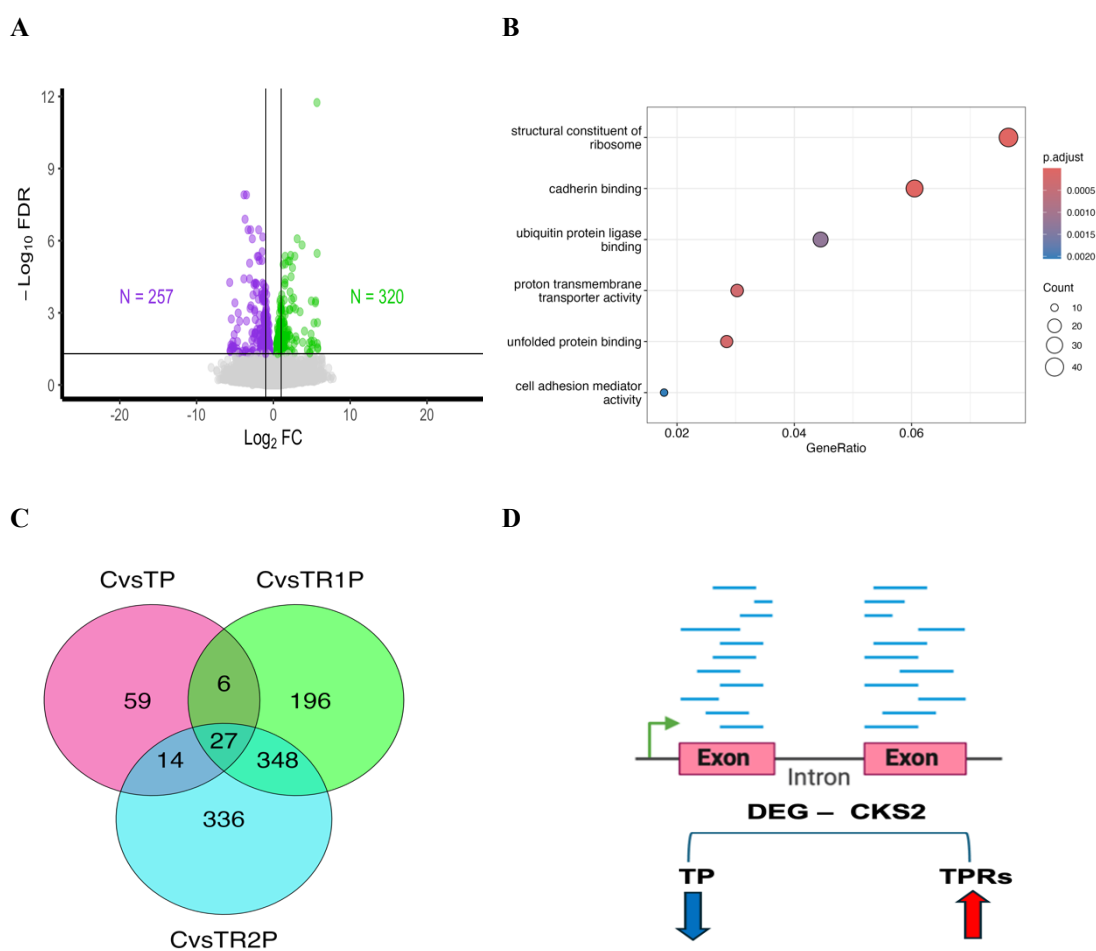 A
B
12
9
6
3
0
− Log10 FDR
N = 257
N = 320
-20
-10
0
10
20
Log2 FC
structural constituent of
ribosome
cadherin binding
ubiquitin protein ligase
binding
proton transmembrane
transporter activity
unfolded protein binding
cell adhesion mediator
activity
0.02
0.04
0.06
GeneRatio
p.adjust
0.0005
0.0010
0.0015
0.0020
Count
10
20
30
40
C
D
CvsTP
CvsTR1P
59
6
196
27
14
348
336
CvsTR2P
Exon
Intron
Exon
DEG – CKS2
TP
TPRs